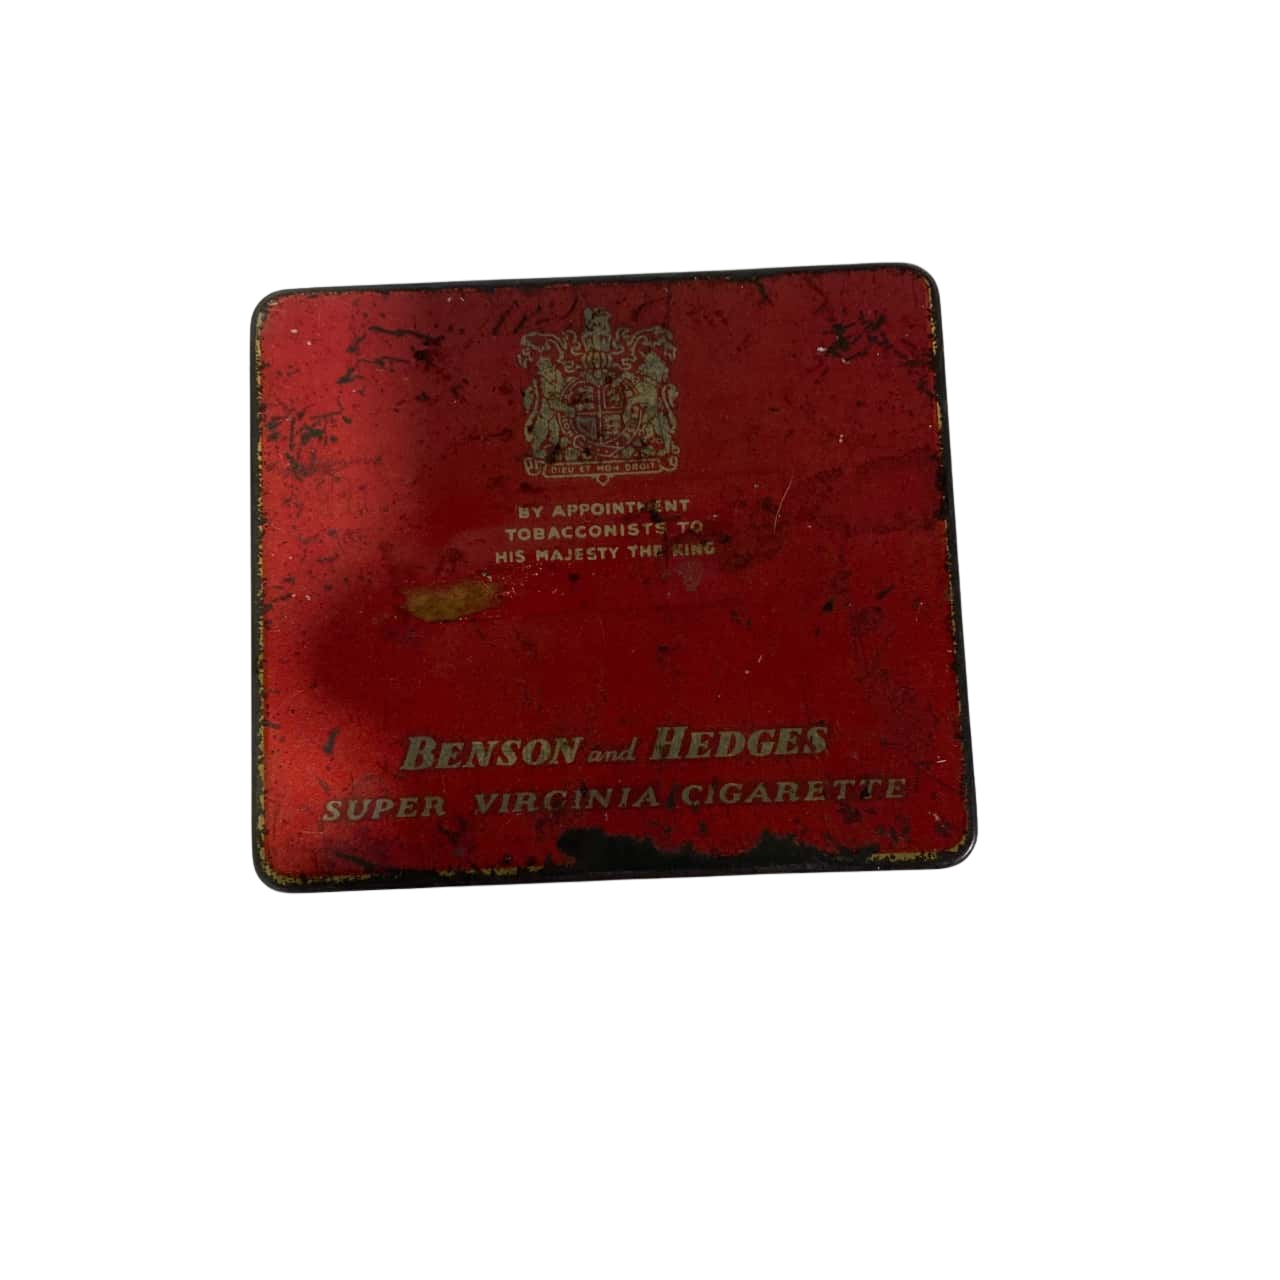 DIEU ET MON DROIT
BY APPOINTMENT
TOBACCONISTS TO
HIS MAJESTY THE KING
BENSON and HEDGES
SUPER VIRGINIA CIGARETTE